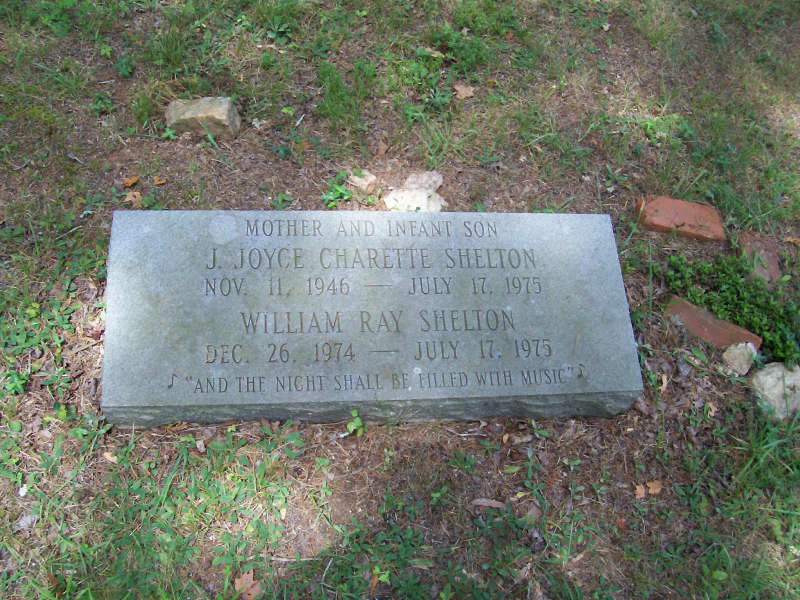 MOTHER AND INFANT SON
J. JOYCE CHARETTE SHELTON
NOV. 11, 1946 — JULY 17, 1975
WILLIAM RAY SHELTON
DEC. 26, 1974 — JULY 17, 1975
♪ "AND THE NIGHT SHALL BE FILLED WITH MUSIC" ♪